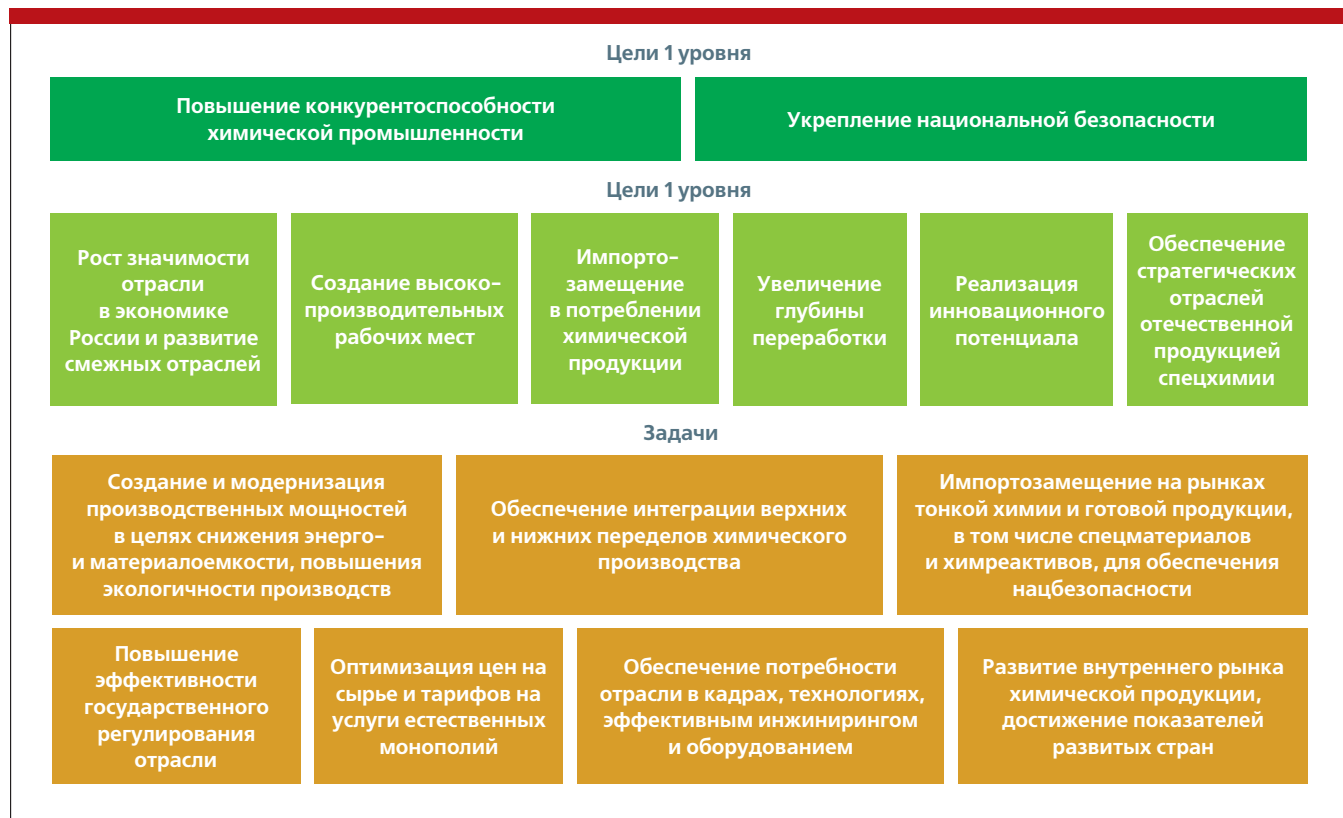 Цели 1 уровня
Повышение конкурентоспособности
химической промышленности
Укрепление национальной безопасности
Цели 1 уровня
Рост значимости
отрасли
в экономике
России и развитие
смежных отраслей
Создание высоко–
производительных
рабочих мест
Импорто–
замещение
в потреблении
химической
продукции
Увеличение
глубины
переработки
Реализация
инновационного
потенциала
Обеспечение
стратегических
отраслей
отечественной
продукцией
спецхимии
Задачи
Создание и модернизация
производственных мощностей
в целях снижения энерго–
и материалоемкости, повышения
экологичности производств
Обеспечение интеграции верхних
и нижних переделов химического
производства
Импортозамещение на рынках
тонкой химии и готовой продукции,
в том числе спецматериалов
и химреактивов, для обеспечения
нацбезопасности
Повышение
эффективности
государственного
регулирования
отрасли
Оптимизация цен на
сырье и тарифов на
услуги естественных
монополий
Обеспечение потребности
отрасли в кадрах, технологиях,
эффективным инжинирингом
и оборудованием
Развитие внутреннего рынка
химической продукции,
достижение показателей
развитых стран